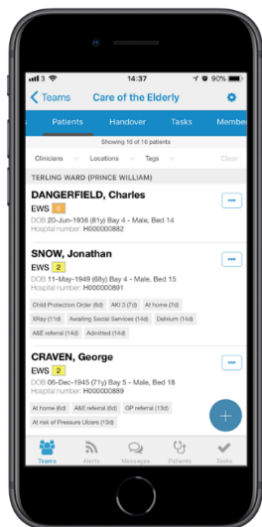 14:37 90%
Teams Care of the Elderly
s Patients Handover Tasks Membe
Showing 16 of 16 patients
Clinicians Locations Tags Clear
TERLING WARD (PRINCE WILLIAM)
DANGERFIELD, Charles
EWS
DOB 20-Jun-1936 (81y) Bay 4 - Male, Bed 14
Hospital number: H000000882
SNOW, Jonathan
EWS 2
DOB 11-May-1949 (68y) Bay 4 - Male, Bed 15
Hospital number: H000000891
Child Protection Order (6d) AKI 3 (7d) At home (7d)
XRay (11d) Awaiting Social Services (14d) Delirium (14d)
A&E referral (14d) Admitted (14d)
CRAVEN, George
EWS 2
DOB 06-Dec-1945 (71y) Bay 5 - Male, Bed 18
Hospital number: H000000889
At home (6d) A&E referral (6d) GP referral (13d)
At risk of Pressure Ulcers (13d)
Teams Alerts Messages Patients Tasks